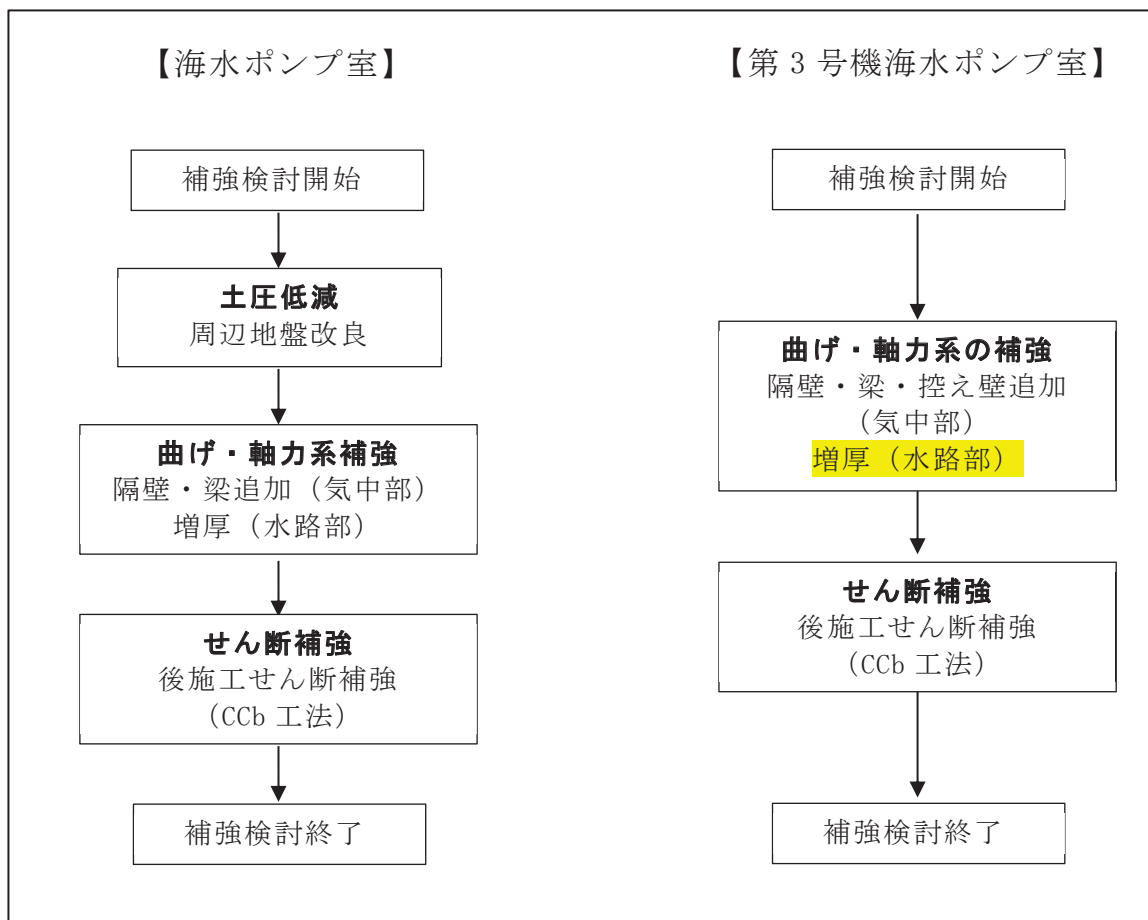 【海水ポンプ室】
補強検討開始
土圧低減
周辺地盤改良
曲げ・軸力系補強
隔壁・梁追加（気中部）
増厚（水路部）
せん断補強
後施工せん断補強
（CCb 工法）
補強検討終了
【第 3 号機海水ポンプ室】
補強検討開始
曲げ・軸力系の補強
隔壁・梁・控え壁追加
（気中部）
増厚（水路部）
せん断補強
後施工せん断補強
（CCb 工法）
補強検討終了